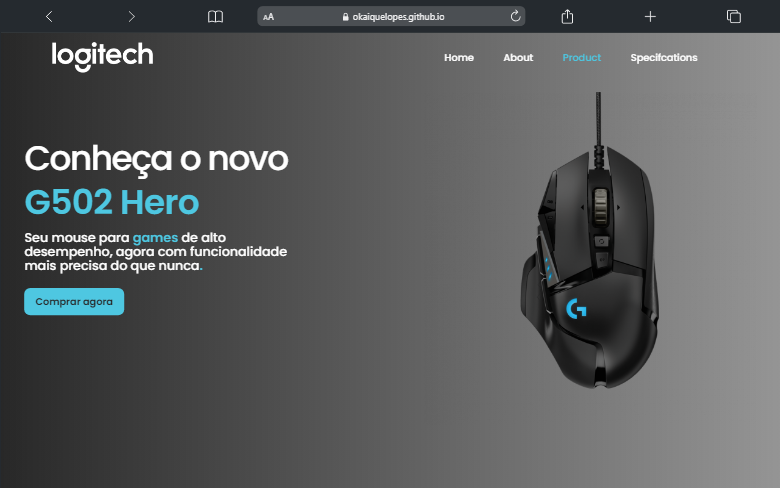 AA okaiquelopes.github.io
logitech
Home About Product Specifcations
Conheça o novo
G502 Hero
Seu mouse para games de alto
desempenho, agora com funcionalidade
mais precisa do que nunca.
Comprar agora
G